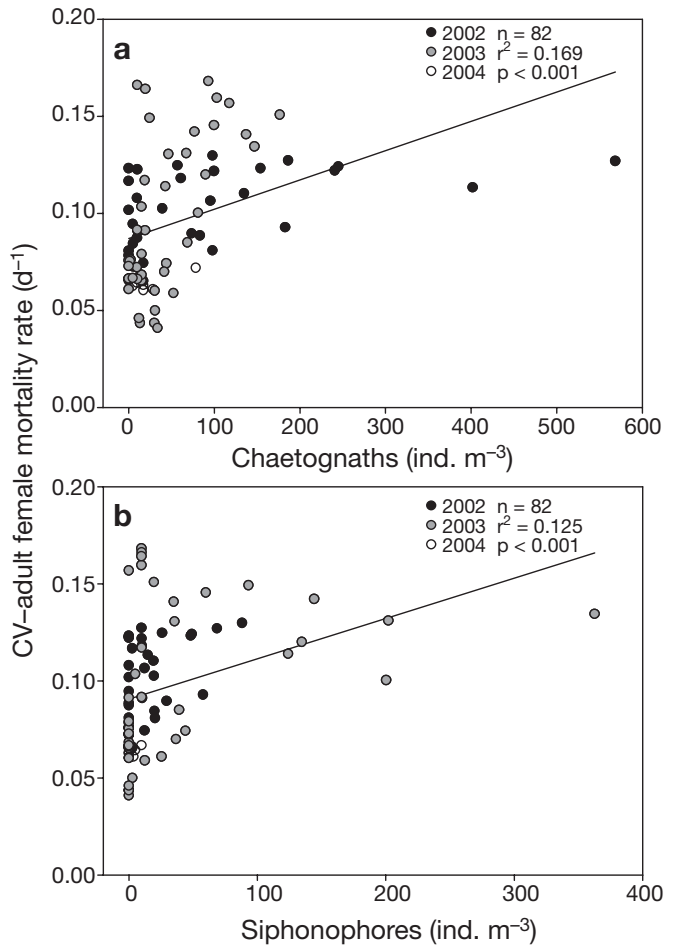 CV–adult female mortality rate (d⁻¹)
a
2002 n = 82
2003 r² = 0.169
2004 p < 0.001
0.20
0.15
0.10
0.05
0.00
0 100 200 300 400 500 600
Chaetognaths (ind. m⁻³)
b
2002 n = 82
2003 r² = 0.125
2004 p < 0.001
0.20
0.15
0.10
0.05
0.00
0 100 200 300 400
Siphonophores (ind. m⁻³)